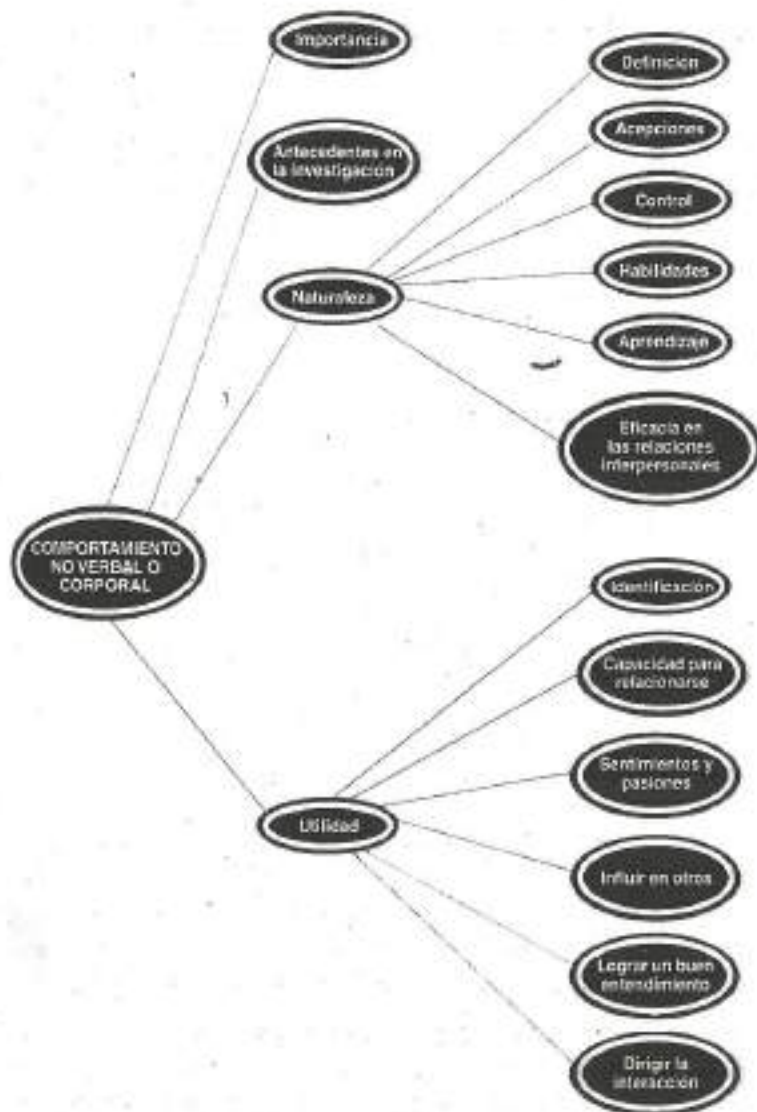 Importancia
Antecedentes en
la investigación
Naturaleza
Definición
Acepciones
Control
Habilidades
Aprendizaje
Eficacia en
las relaciones
interpersonales
COMPORTAMIENTO
NO VERBAL O
CORPORAL
Utilidad
Identificación
Capacidad para
relacionarse
Sentimientos y
pasiones
Influir en otros
Lograr un buen
entendimiento
Dirigir la
interacción